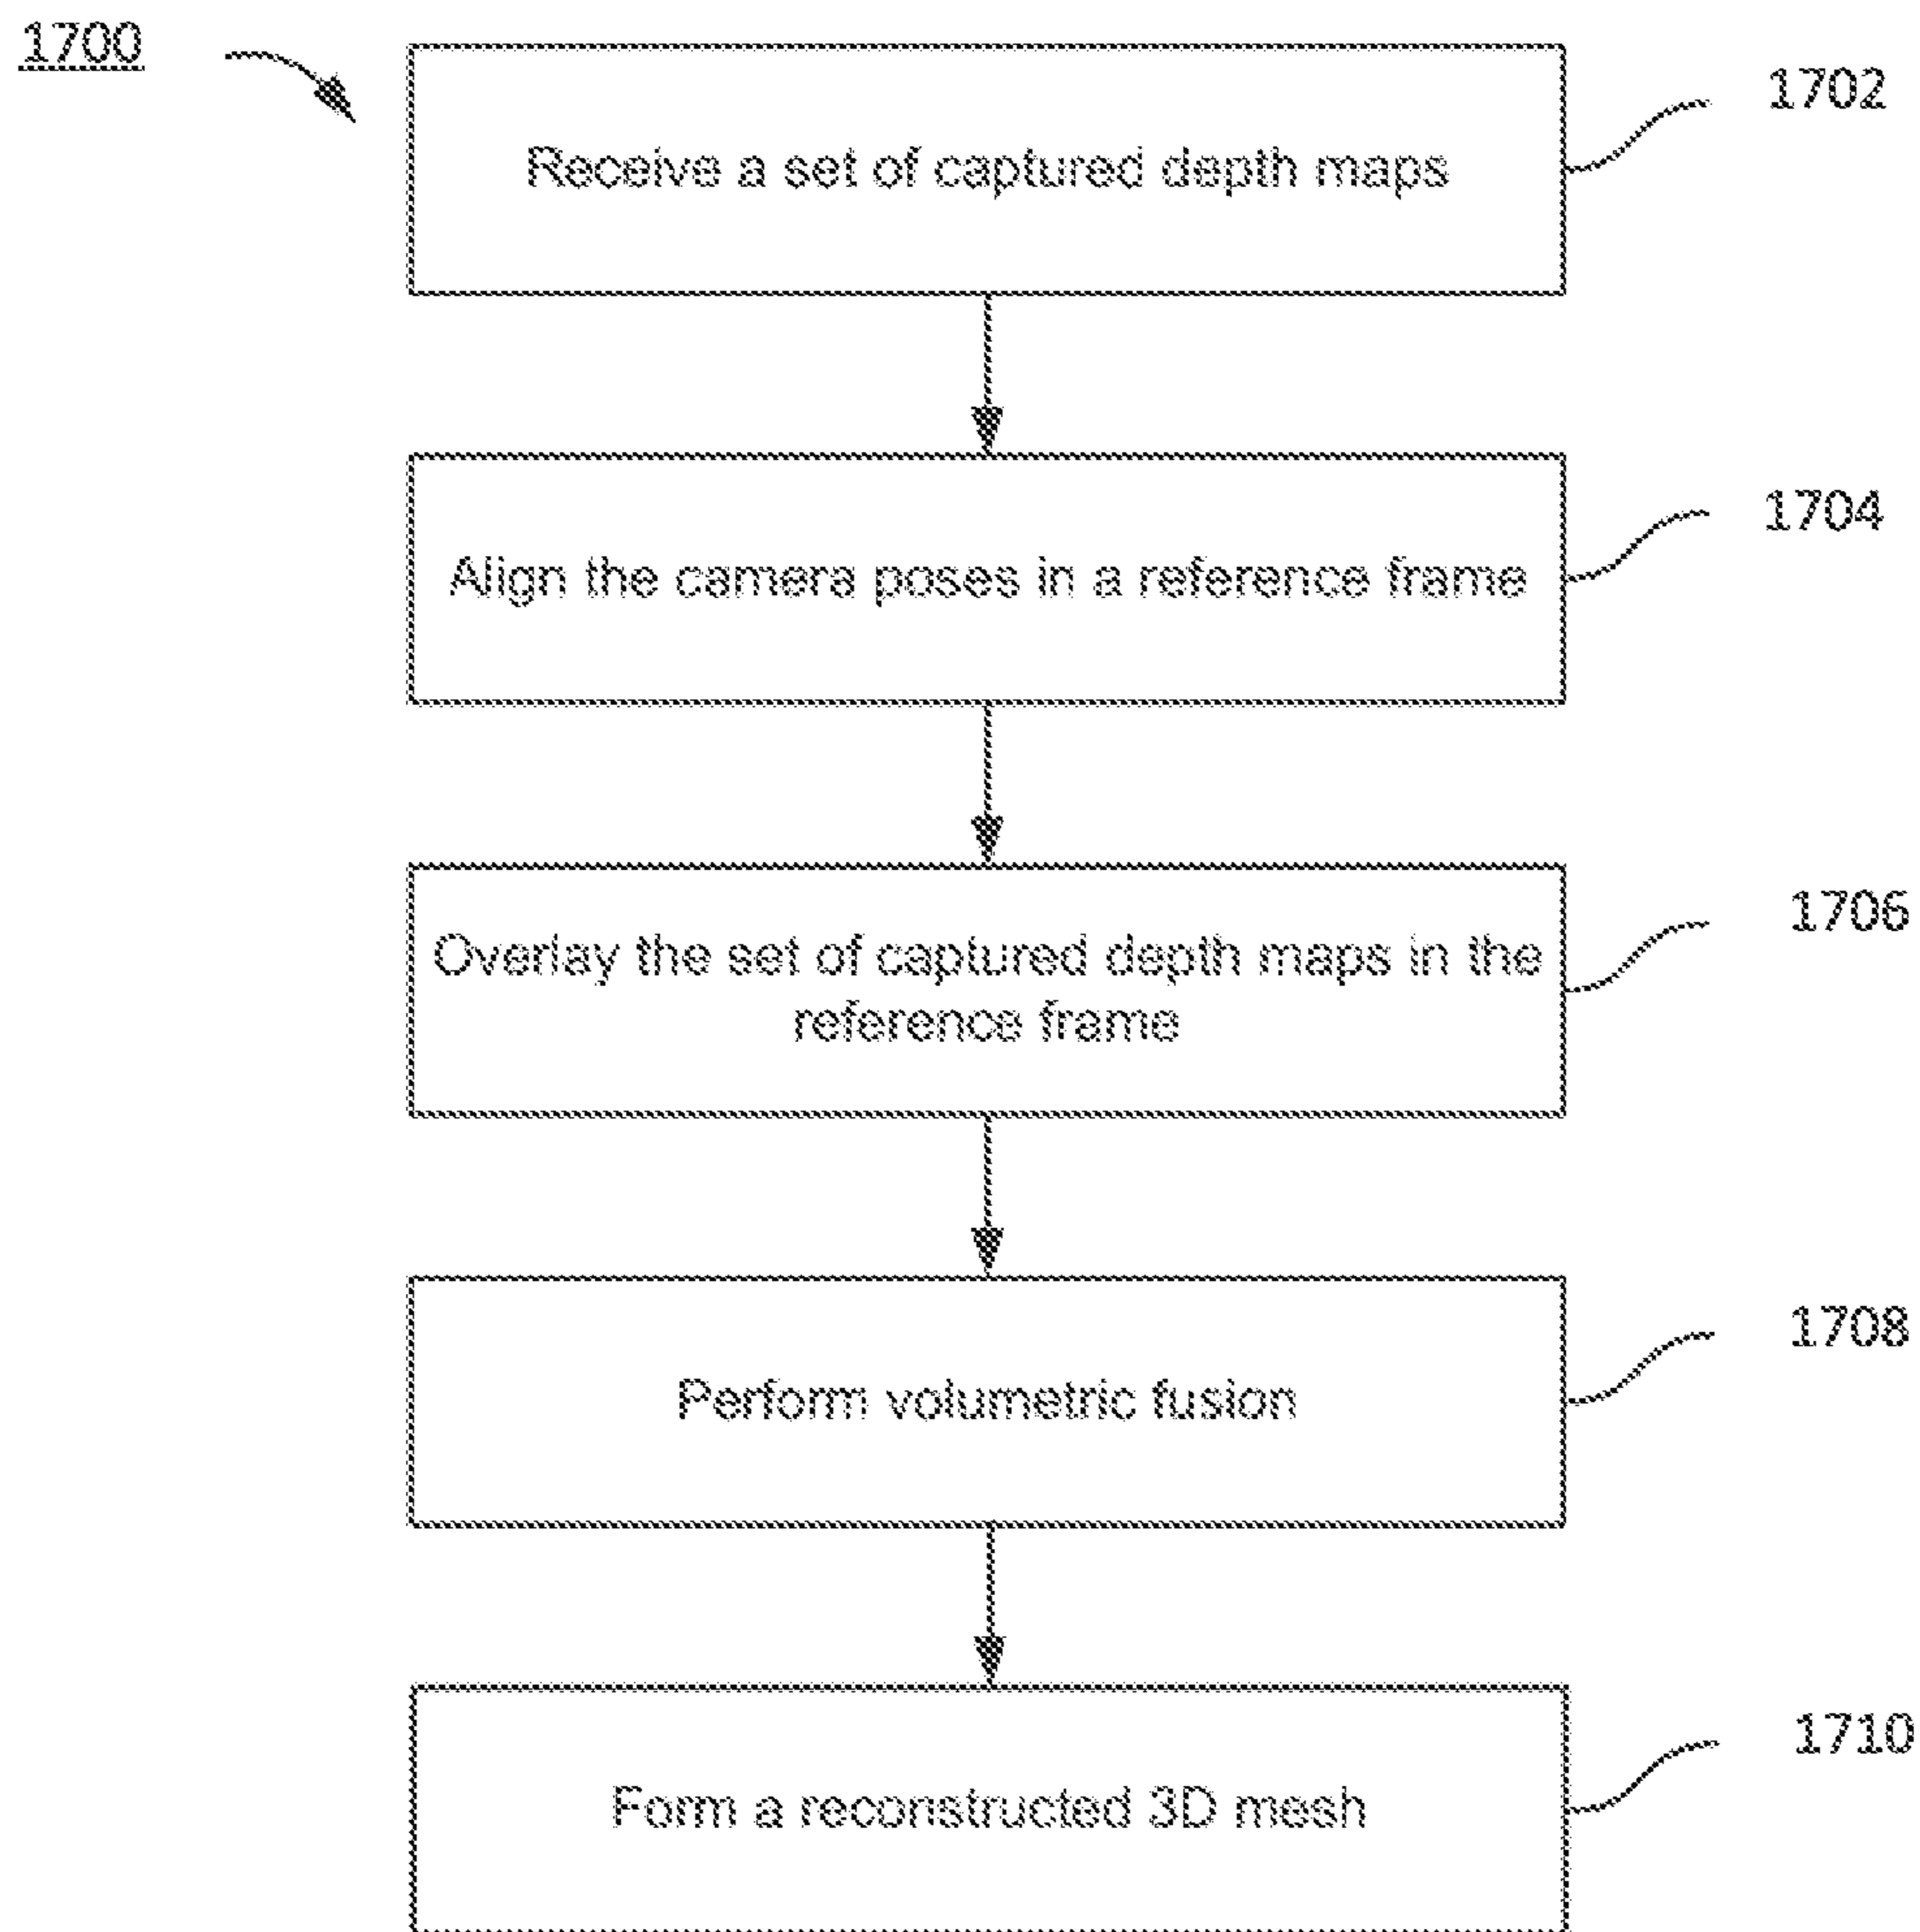 1700
1702
Receive a set of captured depth maps
1704
Align the camera poses in a reference frame
1706
Overlay the set of captured depth maps in the
reference frame
1708
Perform volumetric fusion
1710
Form a reconstructed 3D mesh